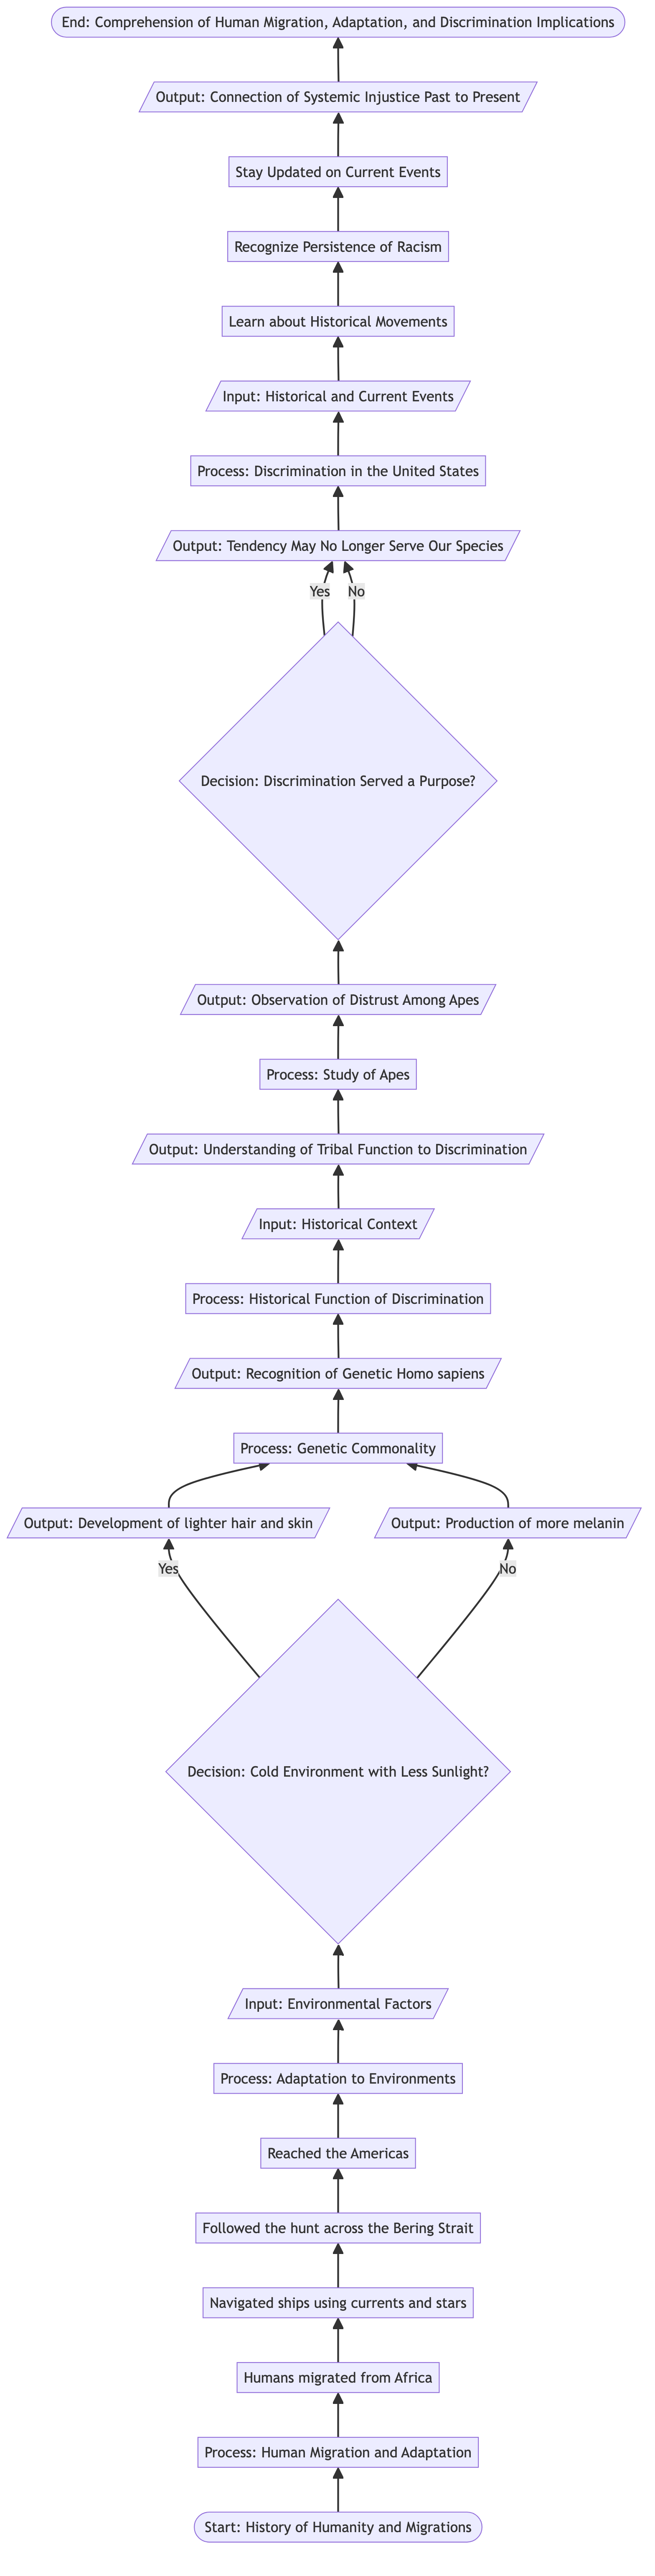 End: Comprehension of Human Migration, Adaptation, and Discrimination Implications
Output: Connection of Systemic Injustice Past to Present
Stay Updated on Current Events
Recognize Persistence of Racism
Learn about Historical Movements
Input: Historical and Current Events
Process: Discrimination in the United States
Output: Tendency May No Longer Serve Our Species
Yes
No
Decision: Discrimination Served a Purpose?
Output: Observation of Distrust Among Apes
Process: Study of Apes
Output: Understanding of Tribal Function to Discrimination
Input: Historical Context
Process: Historical Function of Discrimination
Output: Recognition of Genetic Homo sapiens
Process: Genetic Commonality
Output: Development of lighter hair and skin
Output: Production of more melanin
Yes
No
Decision: Cold Environment with Less Sunlight?
Input: Environmental Factors
Process: Adaptation to Environments
Reached the Americas
Followed the hunt across the Bering Strait
Navigated ships using currents and stars
Humans migrated from Africa
Process: Human Migration and Adaptation
Start: History of Humanity and Migrations